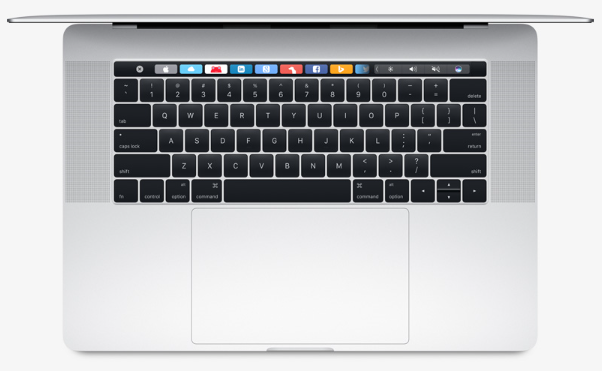 in f
~ ! @ # $ % ^ & * ( ) — +
` 1 2 3 4 5 6 7 8 9 0 - = delete
tab Q W E R T Y U I O P { } |
[ ] \
caps lock A S D F G H J K L : " enter
; ' return
shift Z X C V B N M < > ? shift
, . /
alt ⌘ ⌘ alt
fn control option command command option